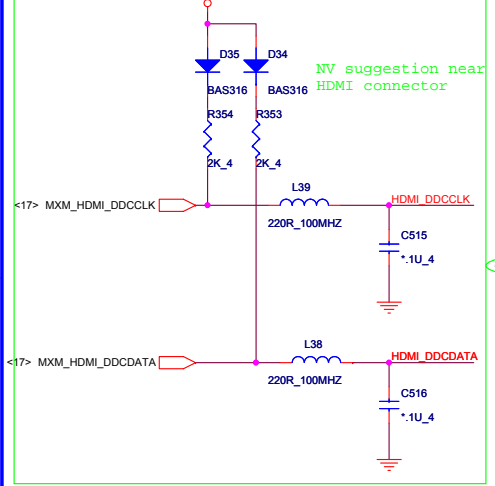 D35
D34
NV suggestion near
HDMI connector
BAS316
BAS316
R354
R353
2K_4
2K_4
L39
<17> MXM_HDMI_DDCCLK
HDMI_DDCCLK
220R_100MHZ
C515
*.1U_4
L38
<17> MXM_HDMI_DDCDATA
HDMI_DDCDATA
220R_100MHZ
C516
*.1U_4